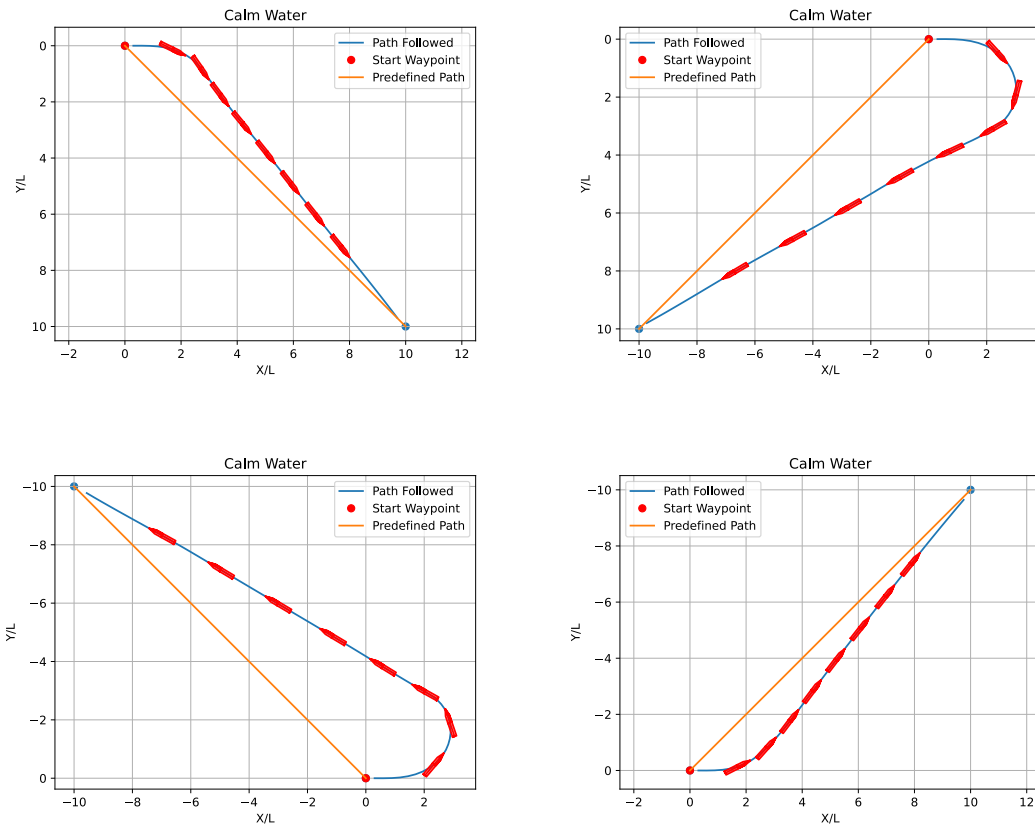 Calm Water
Path Followed
Start Waypoint
Predefined Path
0
2
4
6
8
10
Y/L
−2 0 2 4 6 8 10 12
X/L
Calm Water
Path Followed
Start Waypoint
Predefined Path
0
2
4
6
8
10
Y/L
−10 −8 −6 −4 −2 0 2
X/L
Calm Water
Path Followed
Start Waypoint
Predefined Path
−10
−8
−6
−4
−2
0
Y/L
−10 −8 −6 −4 −2 0 2
X/L
Calm Water
Path Followed
Start Waypoint
Predefined Path
−10
−8
−6
−4
−2
0
Y/L
−2 0 2 4 6 8 10 12
X/L